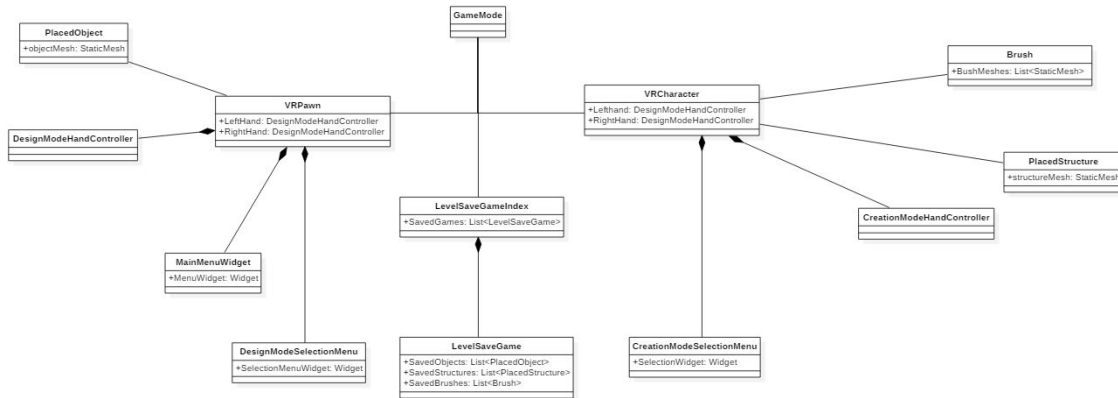 GameMode
PlacedObject
+objectMesh: StaticMesh
Brush
+BushMeshes: List<StaticMesh>
VRPawn
+LeftHand: DesignModeHandController
+RightHand: DesignModeHandController
VRCharacter
+Lefthand: DesignModeHandController
+RightHand: DesignModeHandController
DesignModeHandController
PlacedStructure
+structureMesh: StaticMesh
LevelSaveGameIndex
+SavedGames: List<LevelSaveGame>
CreationModeHandController
MainMenuWidget
+MenuWidget: Widget
DesignModeSelectionMenu
+SelectionMenuWidget: Widget
LevelSaveGame
+SavedObjects: List<PlacedObject>
+SavedStructures: List<PlacedStructure>
+SavedBrushes: List<Brush>
CreationModeSelectionMenu
+SelectionWidget: Widget